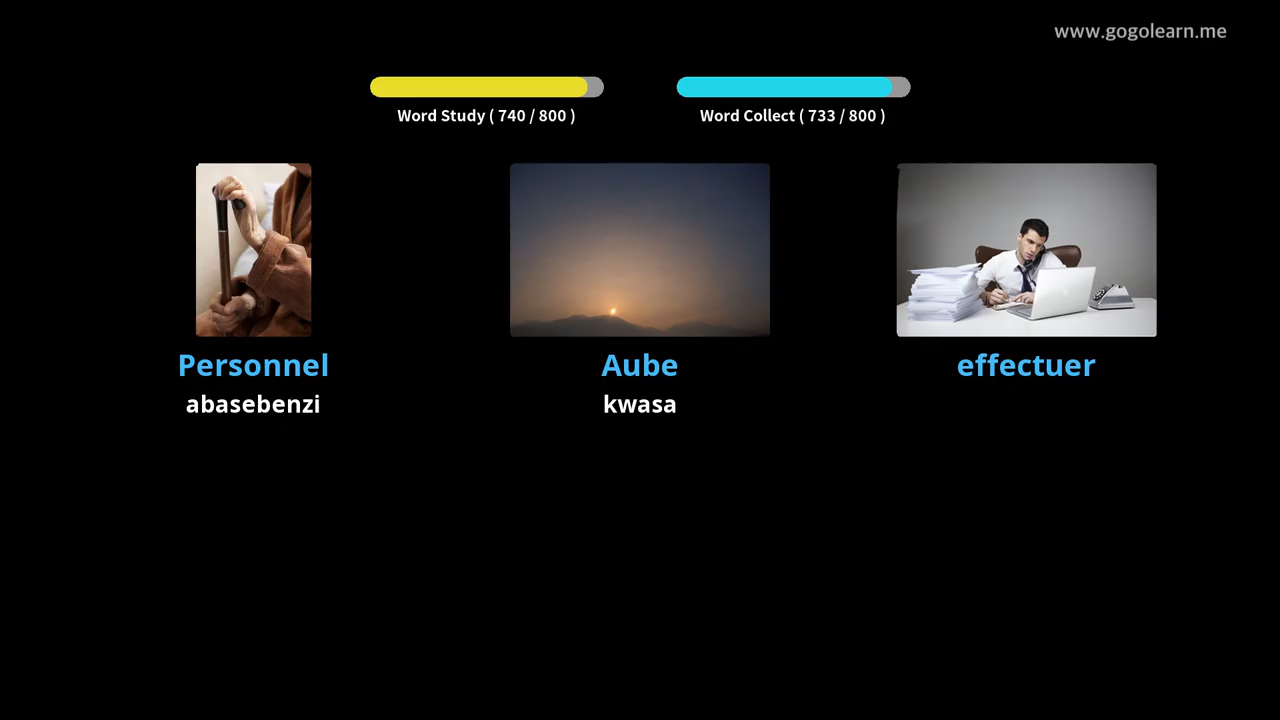 www.gogolearn.me
Word Study ( 740 / 800 )
Word Collect ( 733 / 800 )
Personnel
abasebenzi
Aube
kwasa
effectuer